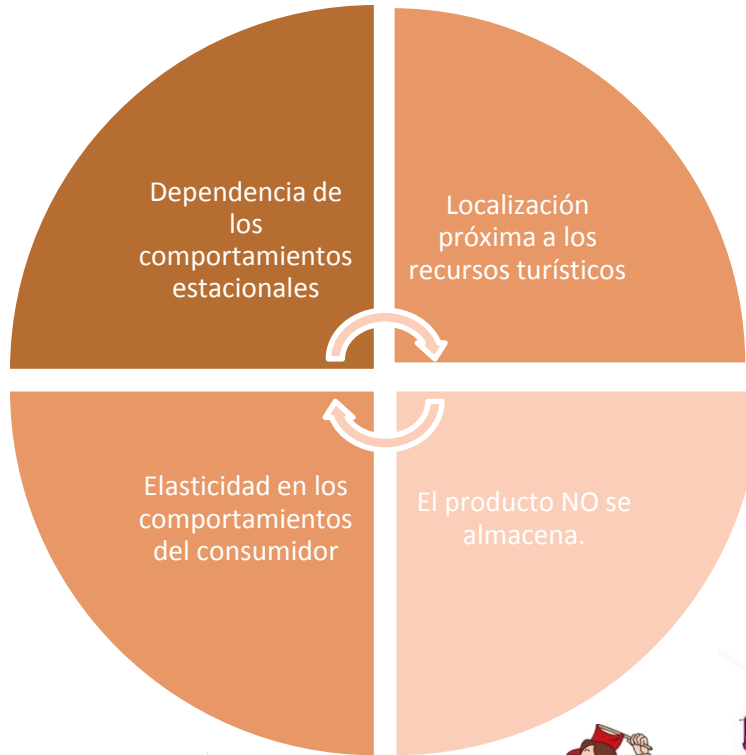 Dependencia de
los
comportamientos
estacionales
Localización
próxima a los
recursos turísticos
Elasticidad en los
comportamientos
del consumidor
El producto NO se
almacena.